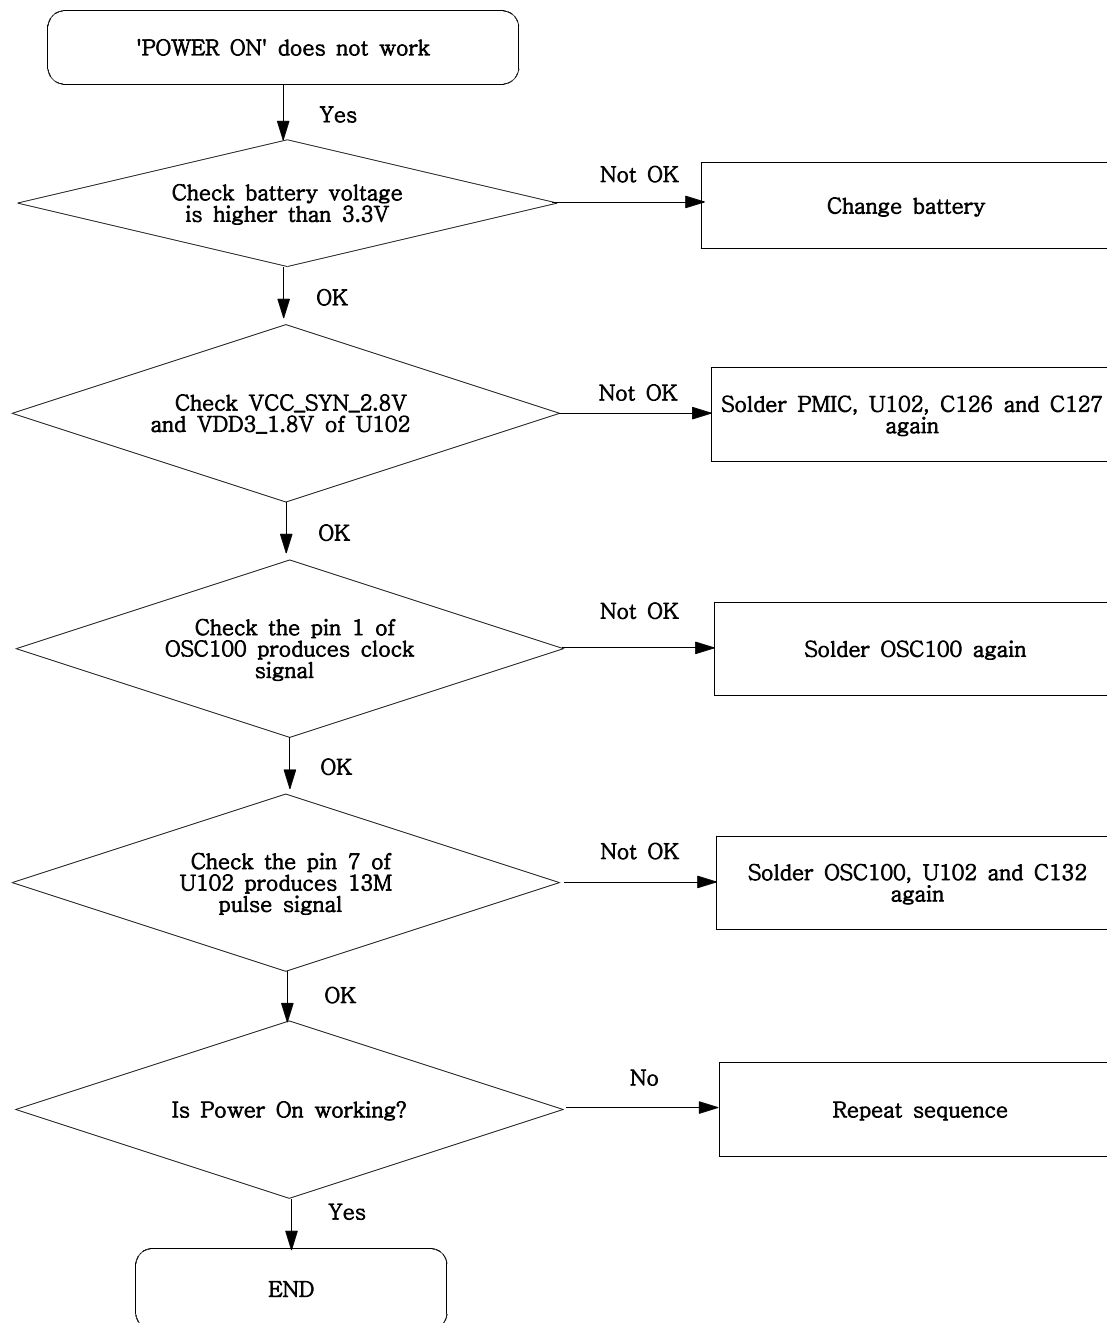 'POWER ON' does not work
Yes
Check battery voltage
is higher than 3.3V
Not OK
Change battery
OK
Check VCC_SYN_2.8V
and VDD3_1.8V of U102
Not OK
Solder PMIC, U102, C126 and C127
again
OK
Check the pin 1 of
OSC100 produces clock
signal
Not OK
Solder OSC100 again
OK
Check the pin 7 of
U102 produces 13M
pulse signal
Not OK
Solder OSC100, U102 and C132
again
OK
Is Power On working?
No
Repeat sequence
Yes
END